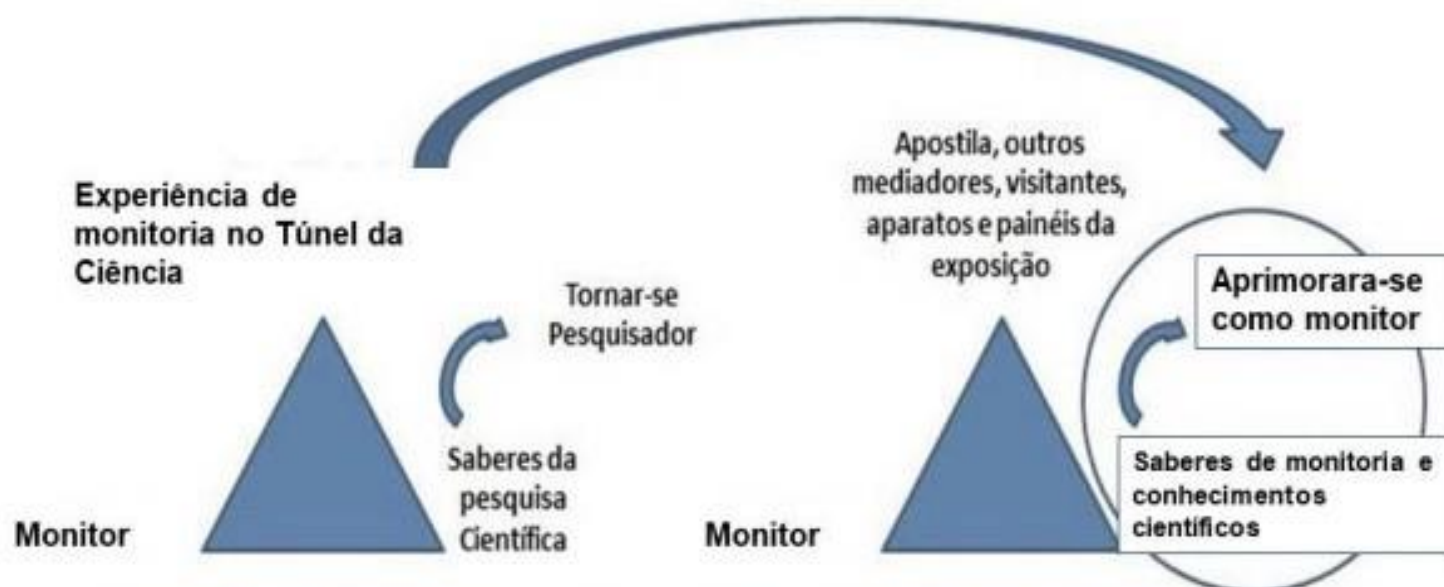 Experiência de
monitoria no Túnel da
Ciência
Tornar-se
Pesquisador
Saberes da
pesquisa
Científica
Monitor
Apostila, outros
mediadores, visitantes,
aparatos e painéis da
exposição
Aprimorara-se
como monitor
Saberes de monitoria e
conhecimentos
científicos
Monitor